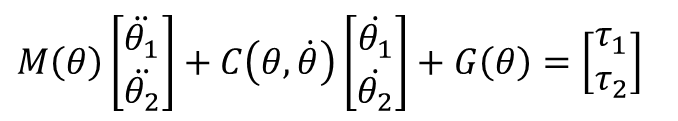 M(θ) [θ̈₁ θ̈₂] + C(θ, θ̇) [θ̇₁ θ̇₂] + G(θ) = [τ₁ τ₂]